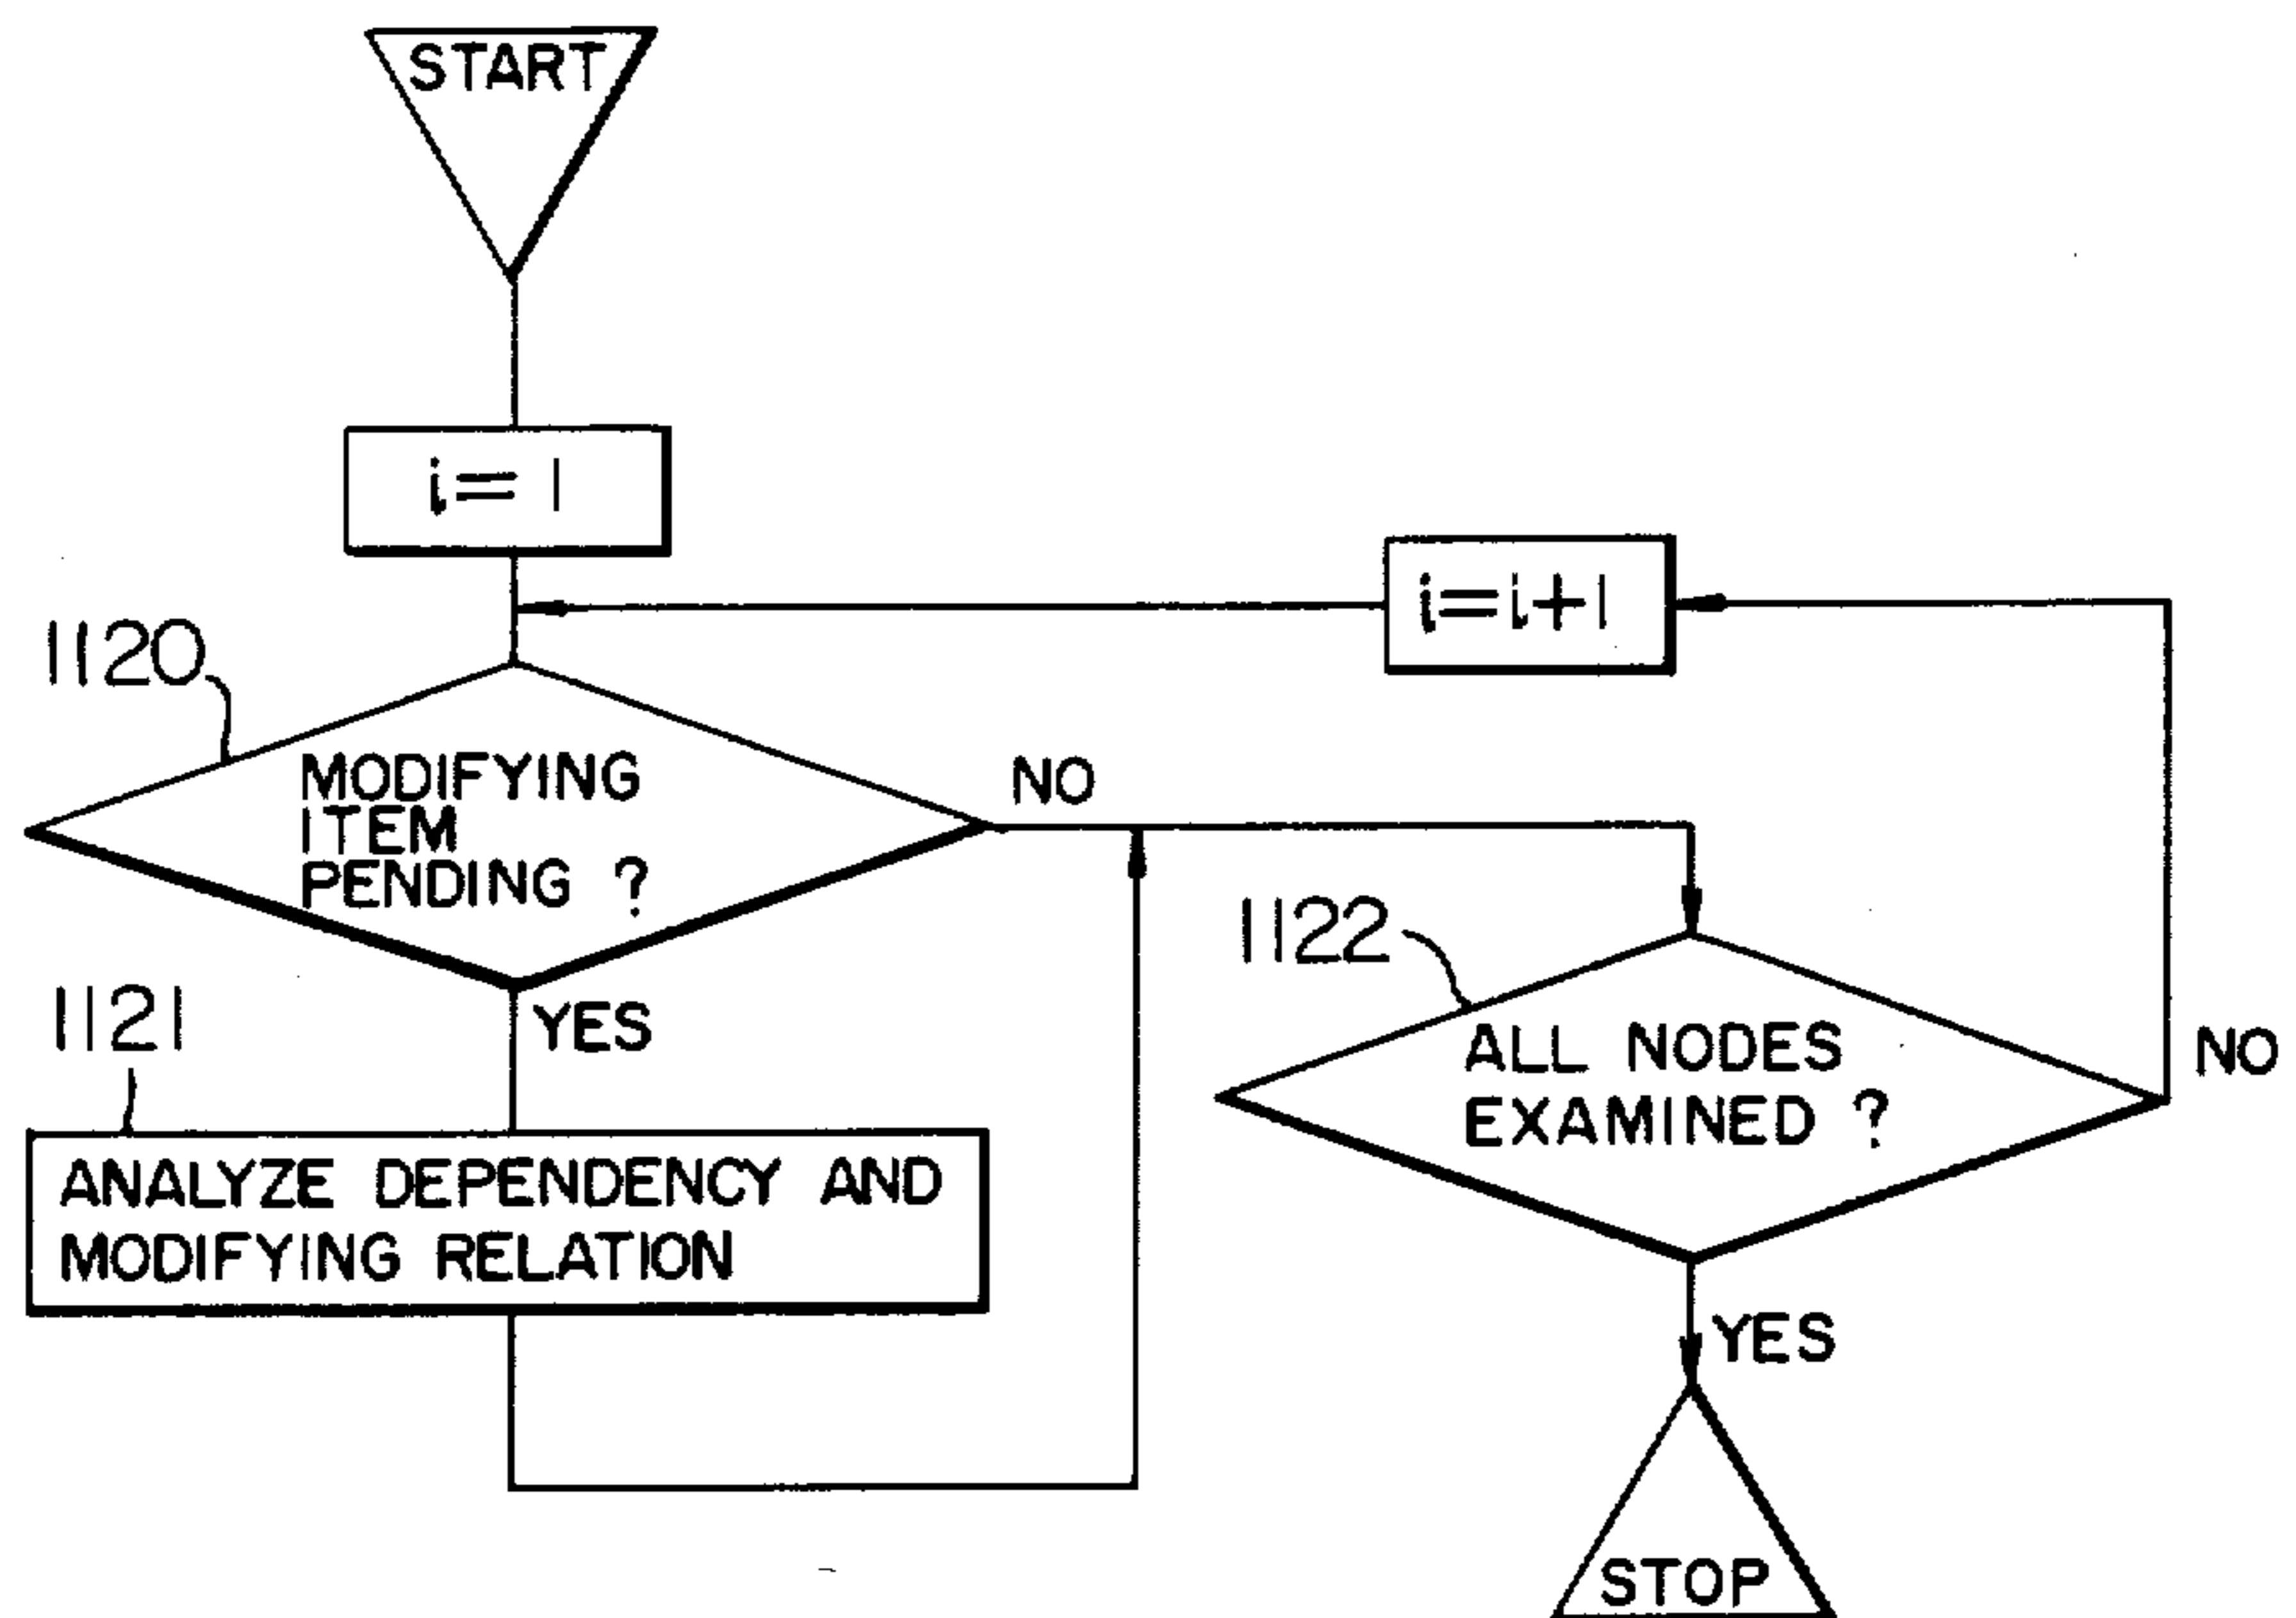 START
i=1
i=i+1
1120
MODIFYING
ITEM
PENDING ?
NO
YES
1121
ANALYZE DEPENDENCY AND
MODIFYING RELATION
1122
ALL NODES
EXAMINED ?
NO
YES
STOP